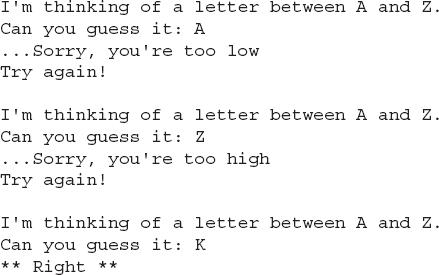 I'm thinking of a letter between A and Z.
Can you guess it: A
...Sorry, you're too low
Try again!

I'm thinking of a letter between A and Z.
Can you guess it: Z
...Sorry, you're too high
Try again!

I'm thinking of a letter between A and Z.
Can you guess it: K
** Right **